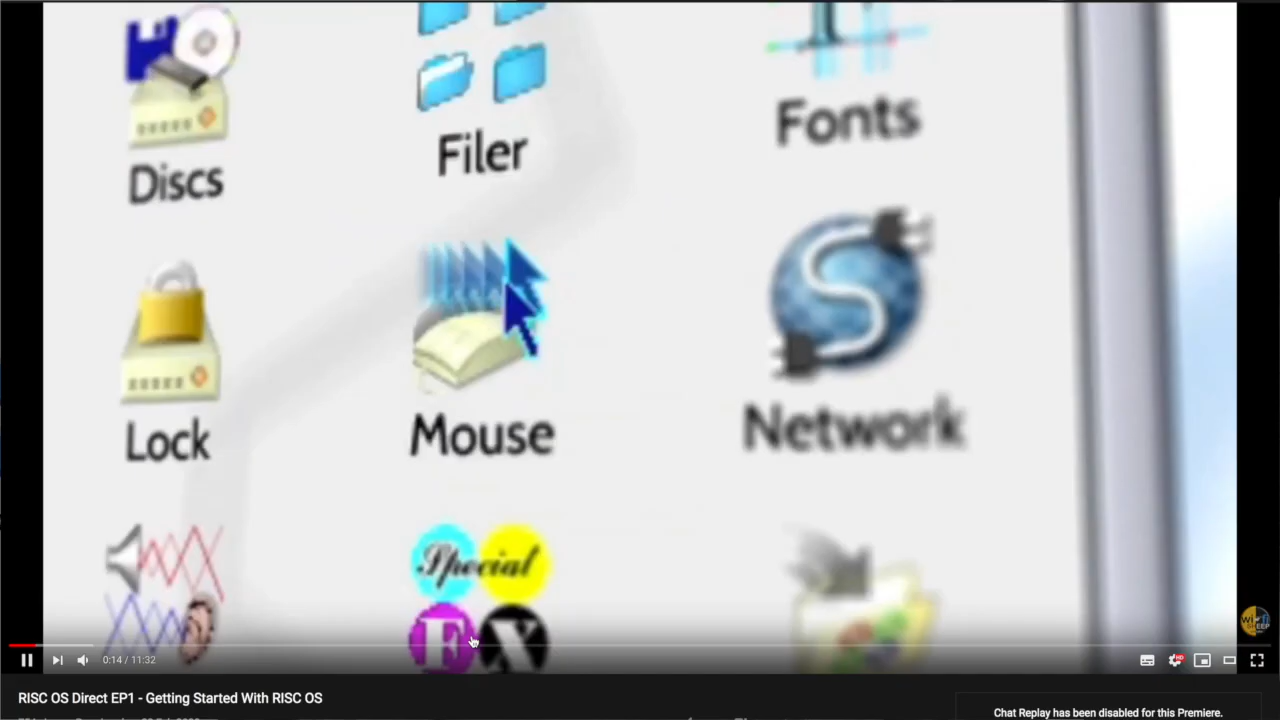 Filer
Fonts
Discs
Lock
Mouse
Network
Special
F X
0:14 / 11:32
HD
RISC OS Direct EP1 - Getting Started With RISC OS
Chat Replay has been disabled for this Premiere.